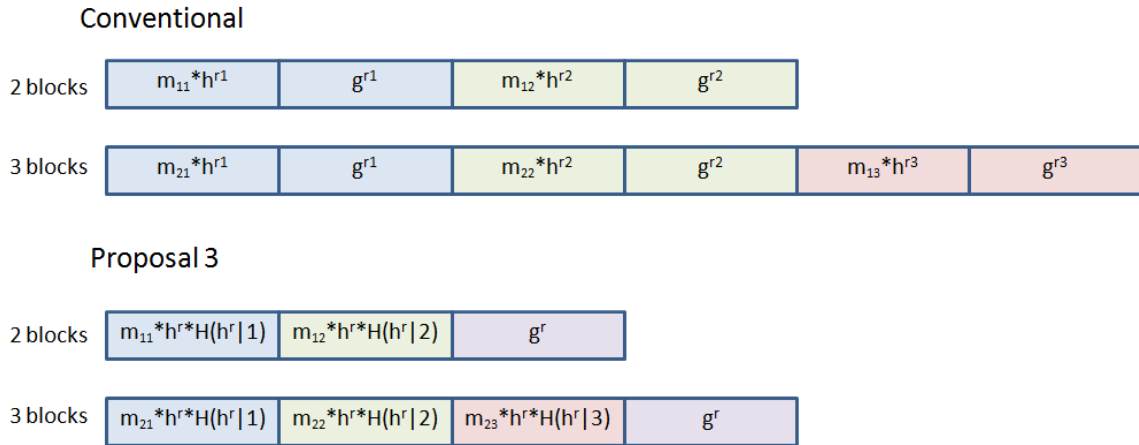 Conventional
2 blocks m₁₁*hʳ¹ gʳ¹ m₁₂*hʳ² gʳ²
3 blocks m₂₁*hʳ¹ gʳ¹ m₂₂*hʳ² gʳ² m₁₃*hʳ³ gʳ³
Proposal 3
2 blocks m₁₁*hʳ*H(hʳ|1) m₁₂*hʳ*H(hʳ|2) gʳ
3 blocks m₂₁*hʳ*H(hʳ|1) m₂₂*hʳ*H(hʳ|2) m₂₃*hʳ*H(hʳ|3) gʳ